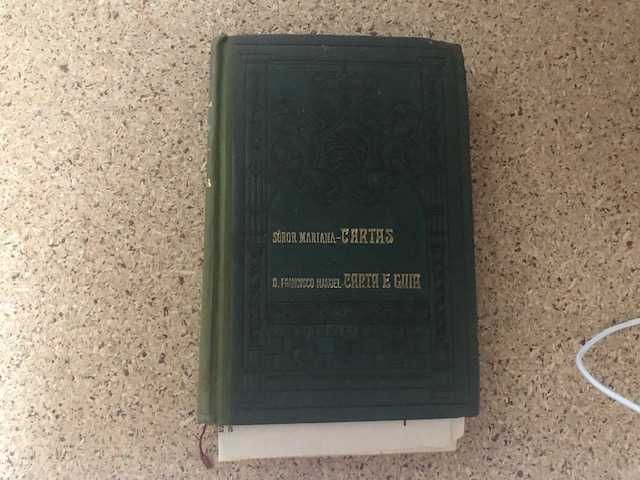 SÓROR MARIANA-CARTAS
D. FRANCISCO MANUEL-CARTA E GUIA